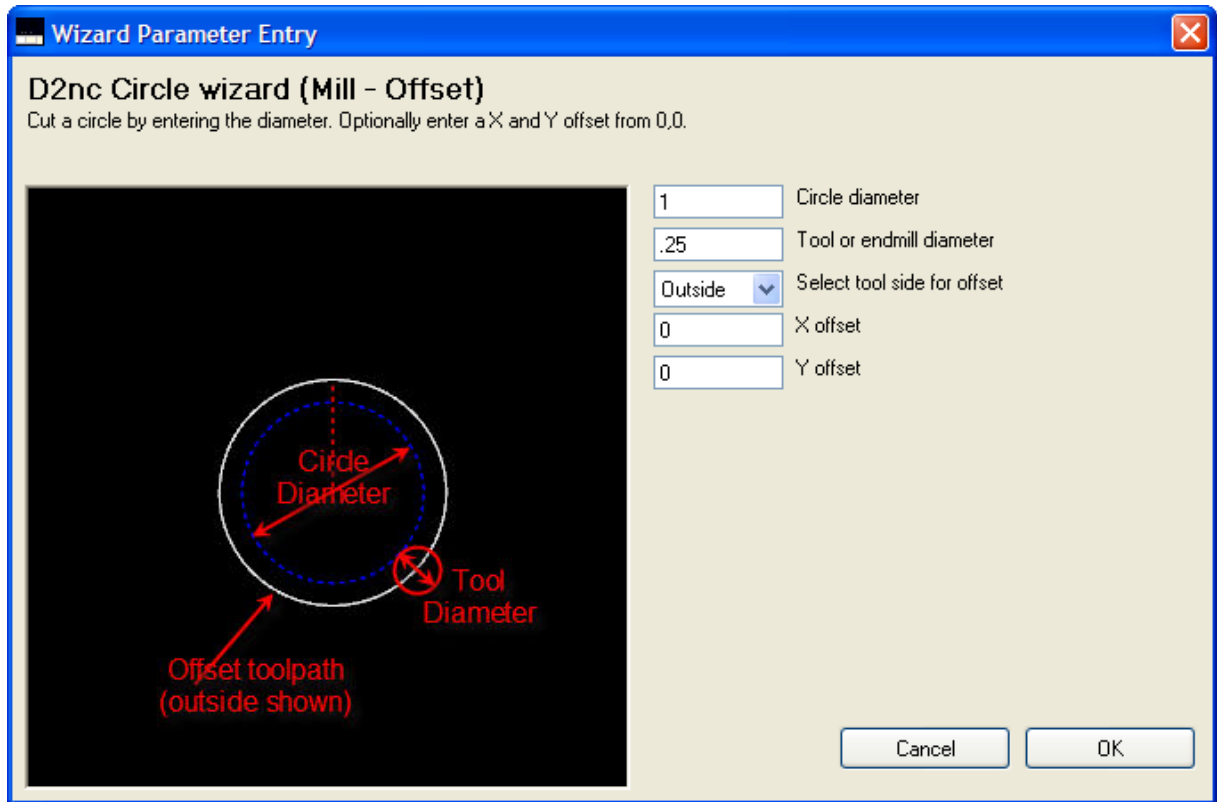 Wizard Parameter Entry
D2nc Circle wizard (Mill - Offset)
Cut a circle by entering the diameter. Optionally enter a X and Y offset from 0,0.
1 Circle diameter
.25 Tool or endmill diameter
Outside Select tool side for offset
0 X offset
0 Y offset
Circle
Diameter
Tool
Diameter
Offset toolpath
(outside shown)
Cancel OK